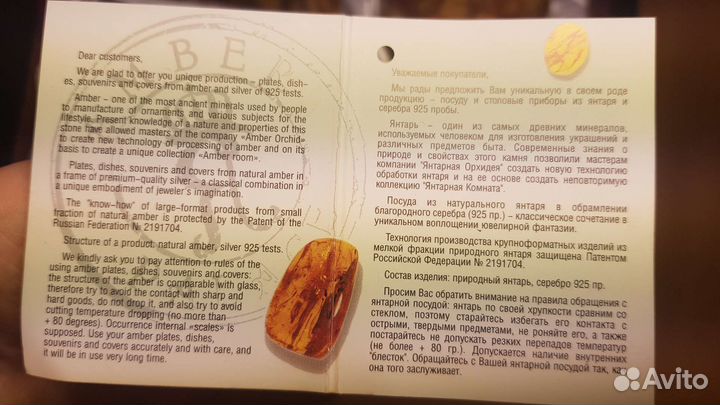 BER
Dear customers,
We are glad to offer you unique production – plates, dish-
es, souvenirs and covers from amber and silver of 925 tests.
Amber – one of the most ancient minerals used by people
to manufacture of ornaments and various subjects for the
lifestyle. Present knowledge of a nature and properties of this
stone have allowed masters of the company «Amber Orchid»
to create new technology of processing of amber and on its
basis to create a unique collection «Amber room».
Plates, dishes, souvenirs and covers from natural amber in
a frame of premium-quality silver – a classical combination in
a unique embodiment of jeweler's imagination.
The "know-how" of large-format products from small
fraction of natural amber is protected by the Patent of the
Russian Federation № 2191704.
Structure of a product: natural amber, silver 925 tests.
We kindly ask you to pay attention to rules of the
using amber plates, dishes, souvenirs and covers:
the structure of amber is comparable with glass,
therefore try to avoid the contact with sharp and
hard goods, do not drop it, and also try to avoid
cutting temperature dropping (no more than
+ 80 degrees). Occurrence internal «scales» is
supposed. Use your amber plates, dishes,
souvenirs and covers accurately and with care, and
it will be in use very long time.
Уважаемые покупатели,
Мы рады предложить Вам уникальную в своем роде
продукцию – посуду и столовые приборы из янтаря и
серебра 925 пробы.
Янтарь - один из самых древних минералов,
используемых человеком для изготовления украшений и
различных предметов быта. Современные знания о
природе и свойствах этого камня позволили мастерам
компании "Янтарная Орхидея" создать новую технологию
обработки янтаря и на ее основе создать неповторимую
коллекцию "Янтарная Комната".
Посуда из натурального янтаря в обрамлении
благородного серебра (925 пр.) – классическое сочетание в
уникальном воплощении ювелирной фантазии.
Технология производства крупноформатных изделий из
мелкой фракции природного янтаря защищена Патентом
Российской Федерации № 2191704.
Состав изделия: природный янтарь, серебро 925 пр.
Просим Вас обратить внимание на правила обращения с
янтарной посудой: янтарь по своей хрупкости сравним со
стеклом, поэтому старайтесь избегать его контакта с
острыми, твердыми предметами, не роняйте его, а также
постарайтесь не допускать резких перепадов температур
(не более + 80 гр.). Допускается наличие внутренних
"блесток". Обращайтесь с Вашей янтарной посудой так, как
она того заслуживает.
Avito